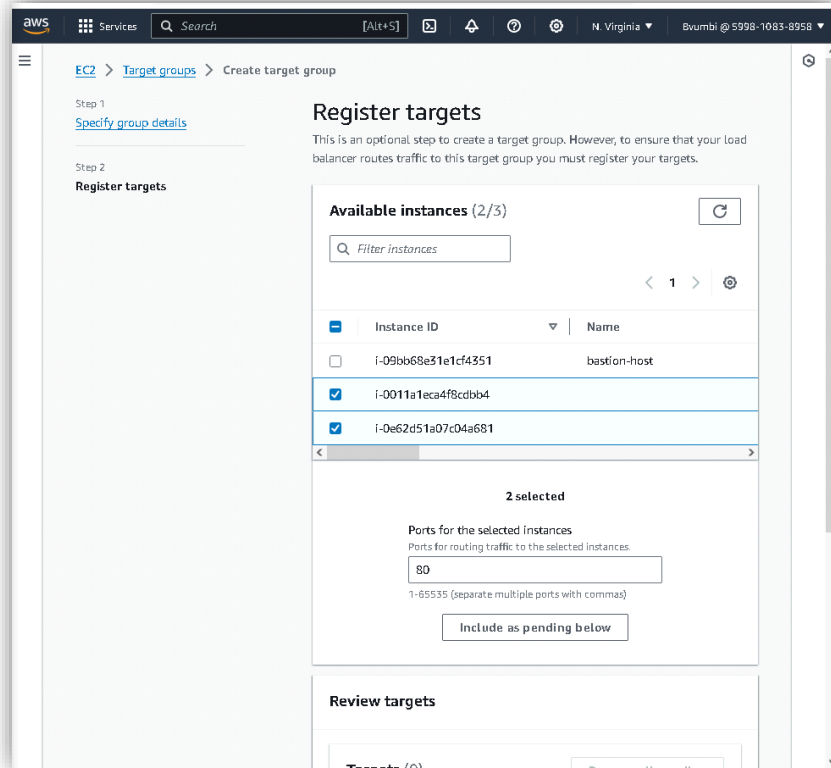 aws
Services
Search
[Alt+S]
N. Virginia
Bvumbi @ 5998-1083-8958
EC2 > Target groups > Create target group
Step 1
Specify group details
Step 2
Register targets
Register targets
This is an optional step to create a target group. However, to ensure that your load
balancer routes traffic to this target group you must register your targets.
Available instances (2/3)
Filter instances
1
Instance ID
Name
i-09bb68e31e1cf4351
bastion-host
i-0011a1eca4f8cdbb4
i-0e62d51a07c04a681
2 selected
Ports for the selected instances
Ports for routing traffic to the selected instances.
80
1-65535 (separate multiple ports with commas)
Include as pending below
Review targets
Targets (0)